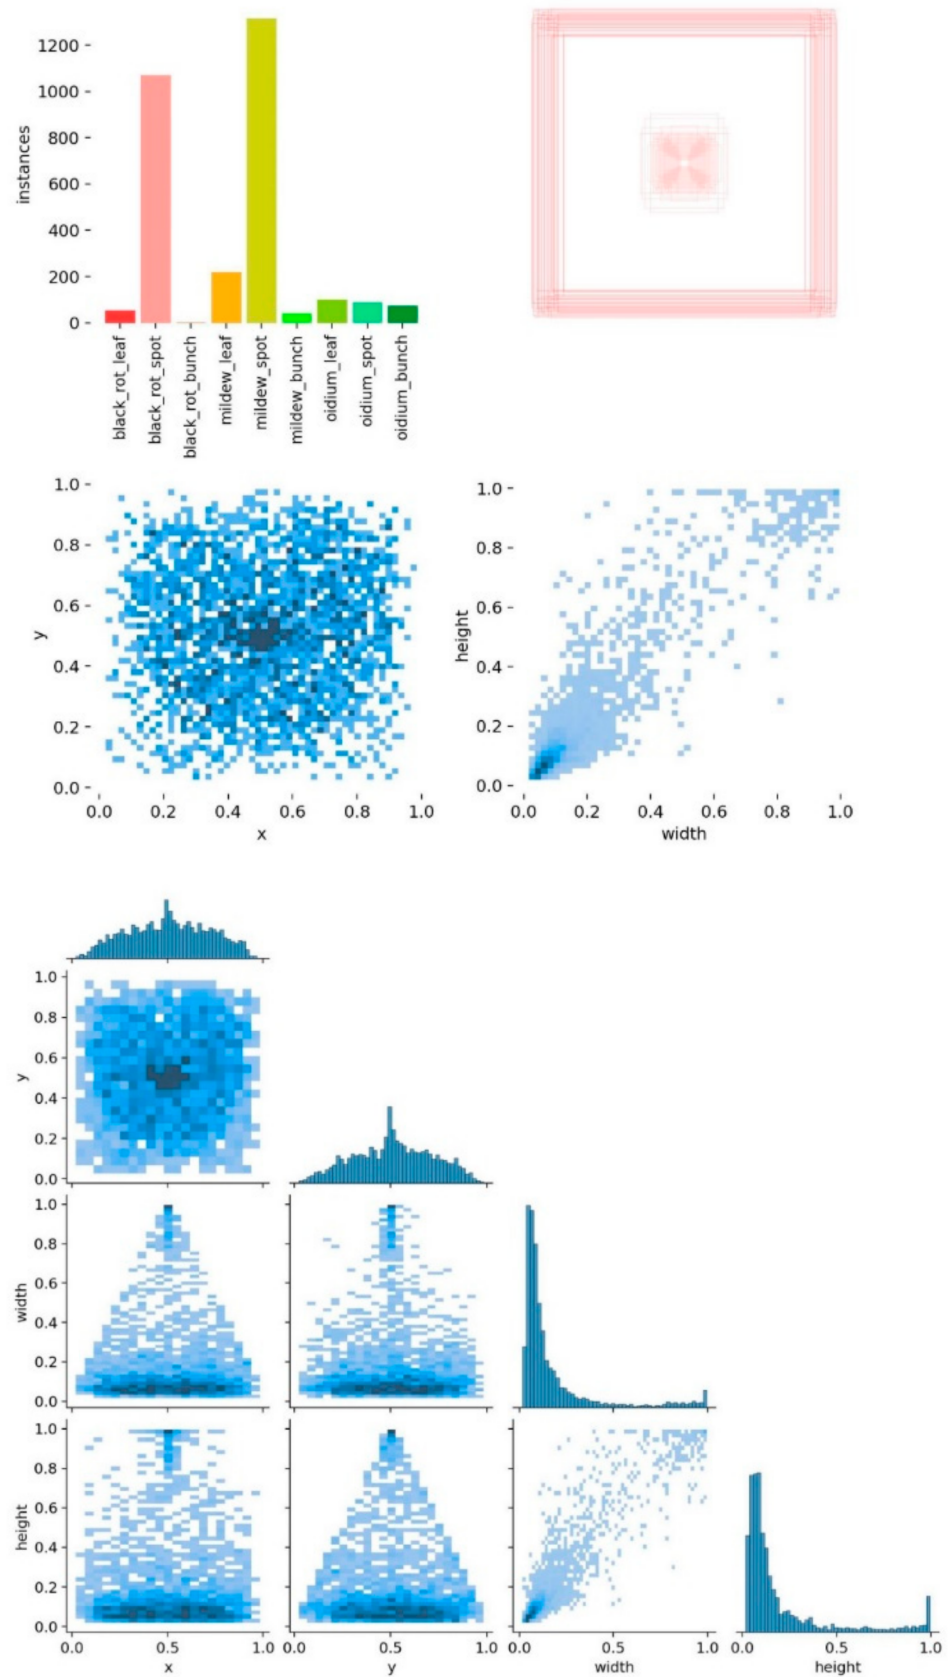 1200
1000
800
600
400
200
0
instances
black_rot_leaf
black_rot_spot
black_rot_bunch
mildew_leaf
mildew_spot
mildew_bunch
oidium_leaf
oidium_spot
oidium_bunch
1.0
0.8
0.6
0.4
0.2
0.0
y
0.0 0.2 0.4 0.6 0.8 1.0
x
1.0
0.8
0.6
0.4
0.2
0.0
height
0.0 0.2 0.4 0.6 0.8 1.0
width
1.0
0.8
0.6
0.4
0.2
0.0
y
1.0
0.8
0.6
0.4
0.2
0.0
width
1.0
0.8
0.6
0.4
0.2
0.0
height
0.0 0.5 1.0
x
0.0 0.5 1.0
y
0.5 1.0
width
0.0 0.5 1.0
height